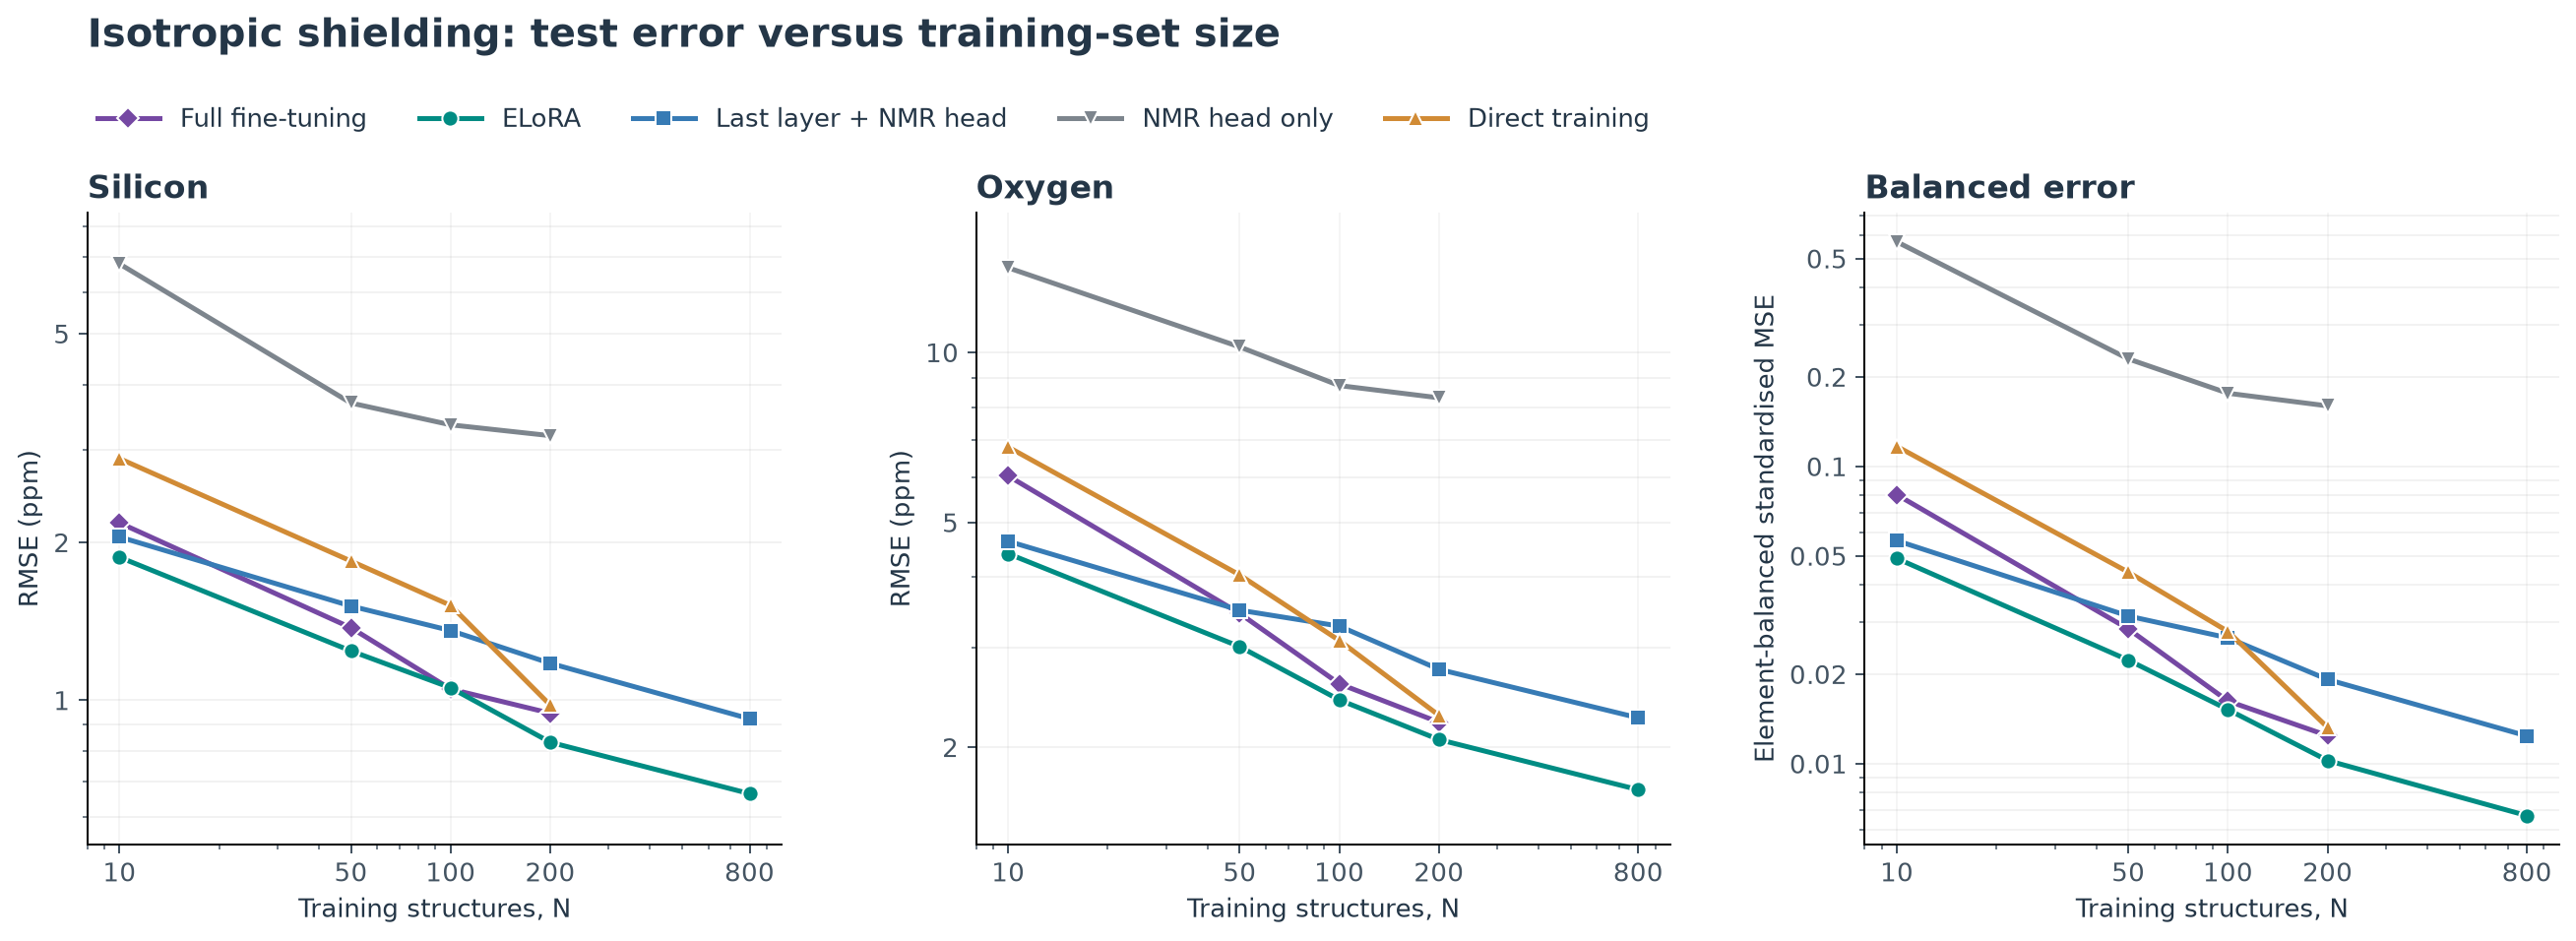 Isotropic shielding: test error versus training-set size
Full fine-tuning ELoRA Last layer + NMR head NMR head only Direct training
Silicon
5
2
1
RMSE (ppm)
10 50 100 200 800
Training structures, N
Oxygen
10
5
2
RMSE (ppm)
10 50 100 200 800
Training structures, N
Balanced error
0.5
0.2
0.1
0.05
0.02
0.01
Element-balanced standardised MSE
10 50 100 200 800
Training structures, N